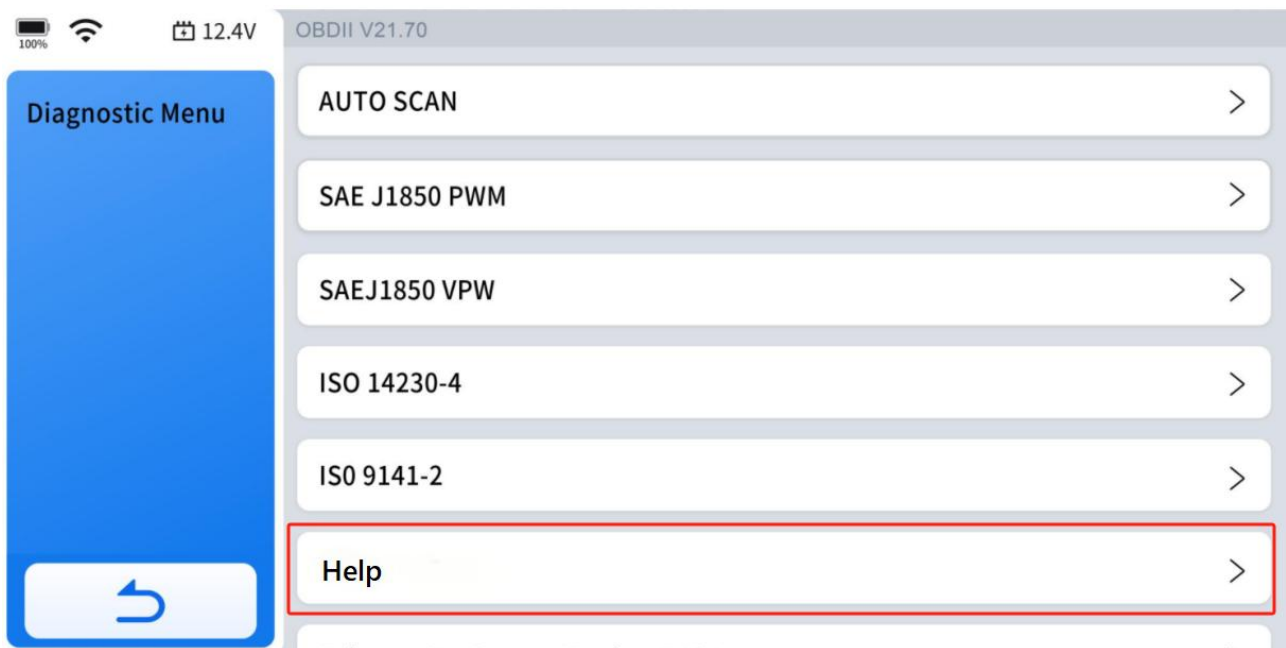 100%
12.4V
OBDII V21.70
Diagnostic Menu
AUTO SCAN
SAE J1850 PWM
SAEJ1850 VPW
ISO 14230-4
IS0 9141-2
Help